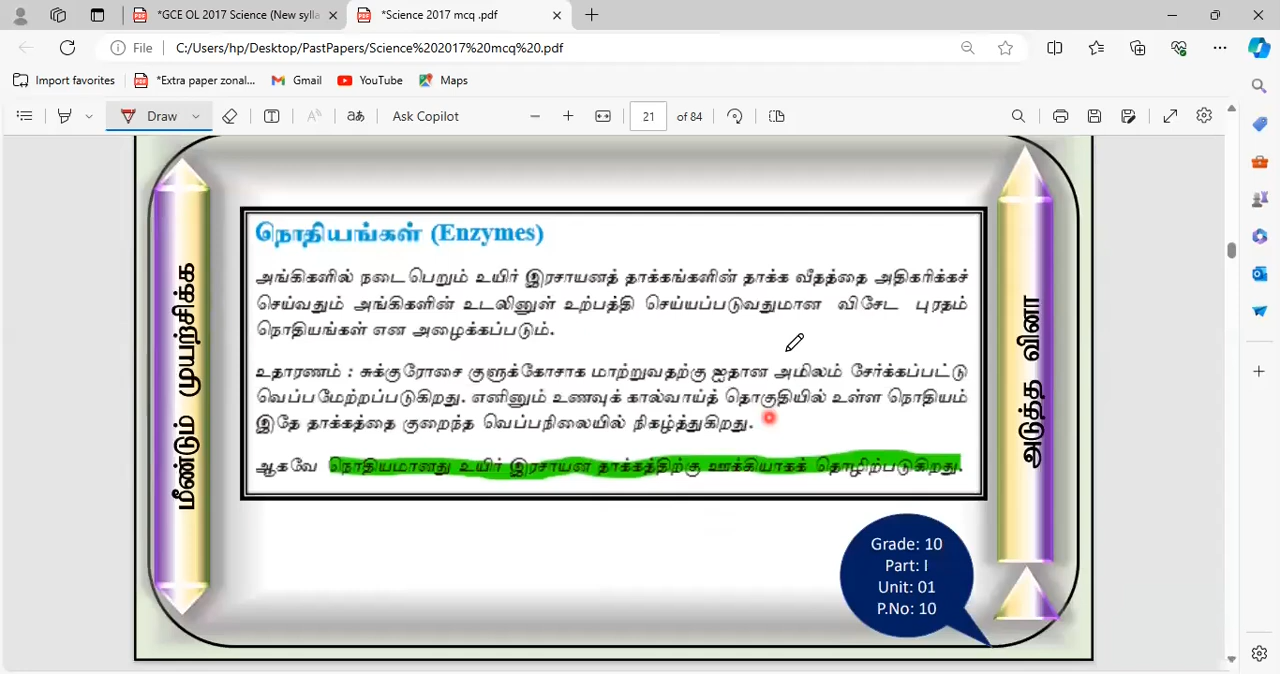 *GCE OL 2017 Science (New sylla
*Science 2017 mcq .pdf
File
C:/Users/hp/Desktop/PastPapers/Science%202017%20mcq%20.pdf
Import favorites
*Extra paper zonal...
Gmail
YouTube
Maps
Draw
Ask Copilot
21
of 84
நொதியங்கள் (Enzymes)
அங்கிகளில் நடைபெறும் உயிர் இரசாயனத் தாக்கங்களின் தாக்க வீதத்தை அதிகரிக்கச்
செய்வதும் அங்கிகளின் உடலினுள் உற்பத்தி செய்யப்படுவதுமான விசேட புரதம்
நொதியங்கள் என அழைக்கப்படும்.
உதாரணம் : சுக்குரோசை குளுக்கோசாக மாற்றுவதற்கு ஐதான அமிலம் சேர்க்கப்பட்டு
வெப்பமேற்றப்படுகிறது. எனினும் உணவுக் கால்வாய்த் தொகுதியில் உள்ள நொதியம்
இதே தாக்கத்தை குறைந்த வெப்பநிலையில் நிகழ்த்துகிறது.
ஆகவே நொதியமானது உயிர் இரசாயன தாக்கத்திற்கு ஊக்கியாகக் தொழிற்படுகிறது.
மீண்டும் முயற்சிக்க
அடுத்த வினா
Grade: 10
Part: I
Unit: 01
P.No: 10